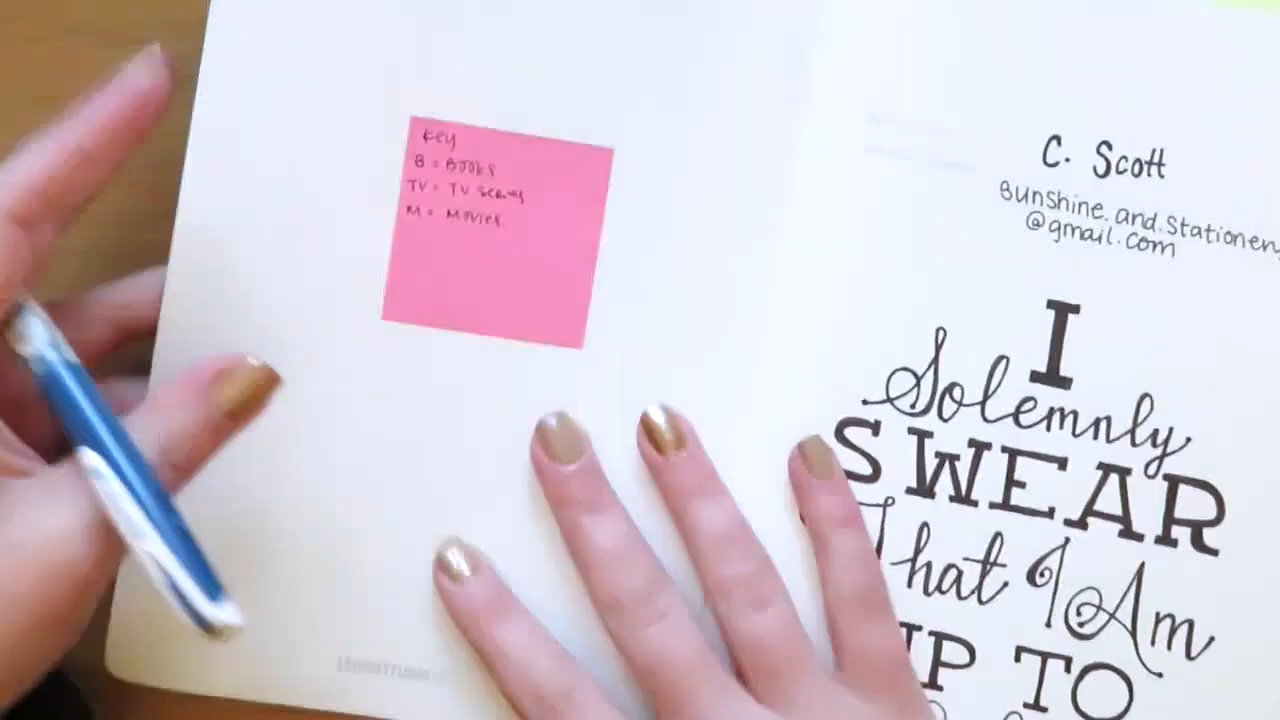 Key
B = Books
TV = TV Series
M = Movies
C. Scott
Sunshine.and.Stationery
@gmail.com
I
Solemnly
SWEAR
That I Am
UP TO